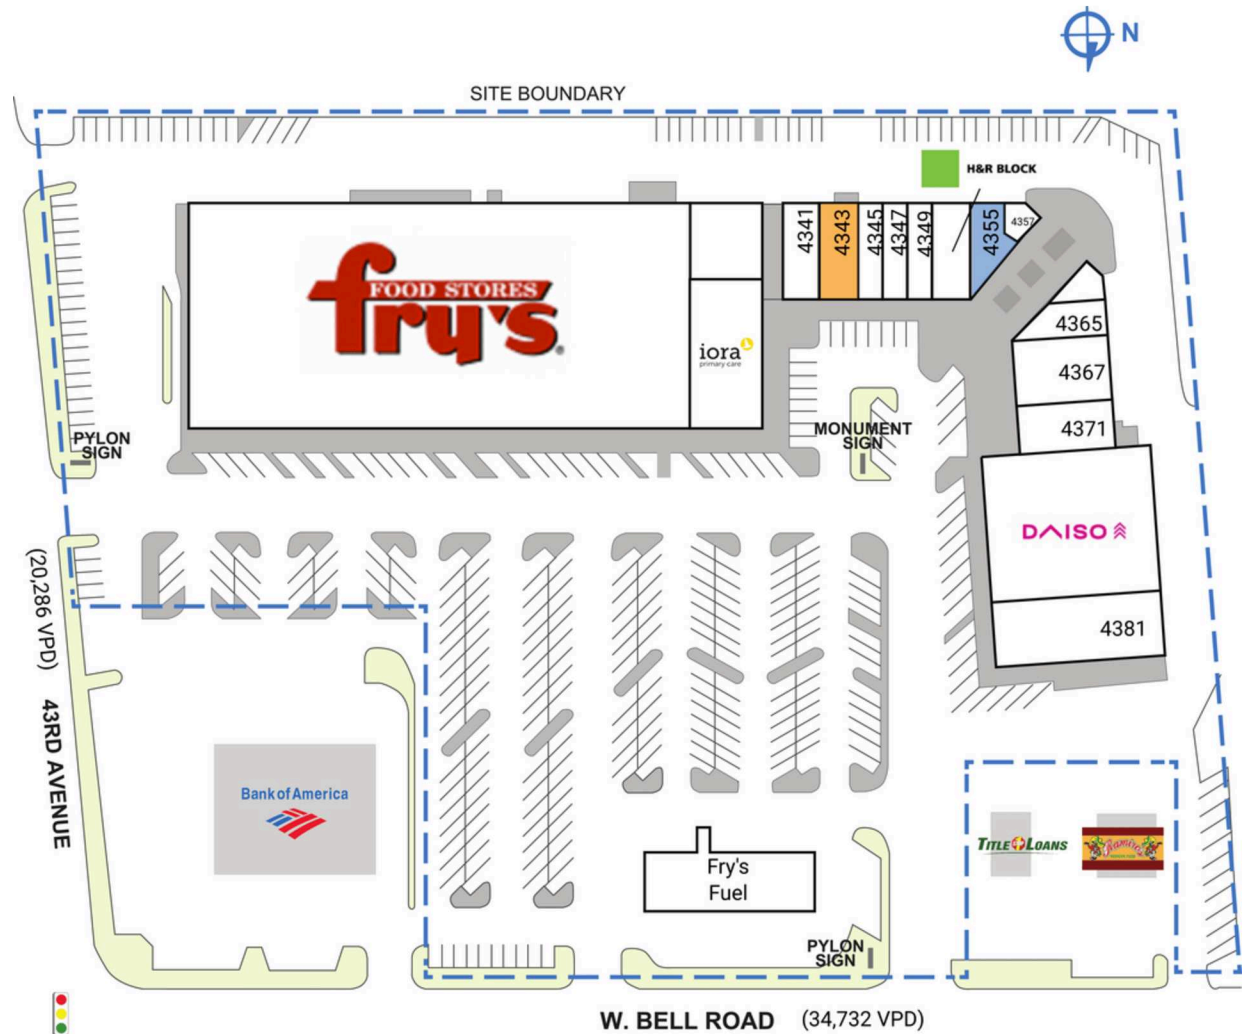 N
SITE BOUNDARY
H&R BLOCK
4341
4343
4345
4347
4349
4355
4357
fry's
FOOD STORES
®
iora
primary care
4365
4367
4371
PYLON
SIGN
MONUMENT
SIGN
DAISO
4381
(20,286 VPD)
43RD AVENUE
Bank of America
Fry's
Fuel
TITLE LOANS
Ramiro's
PYLON
SIGN
W. BELL ROAD (34,732 VPD)